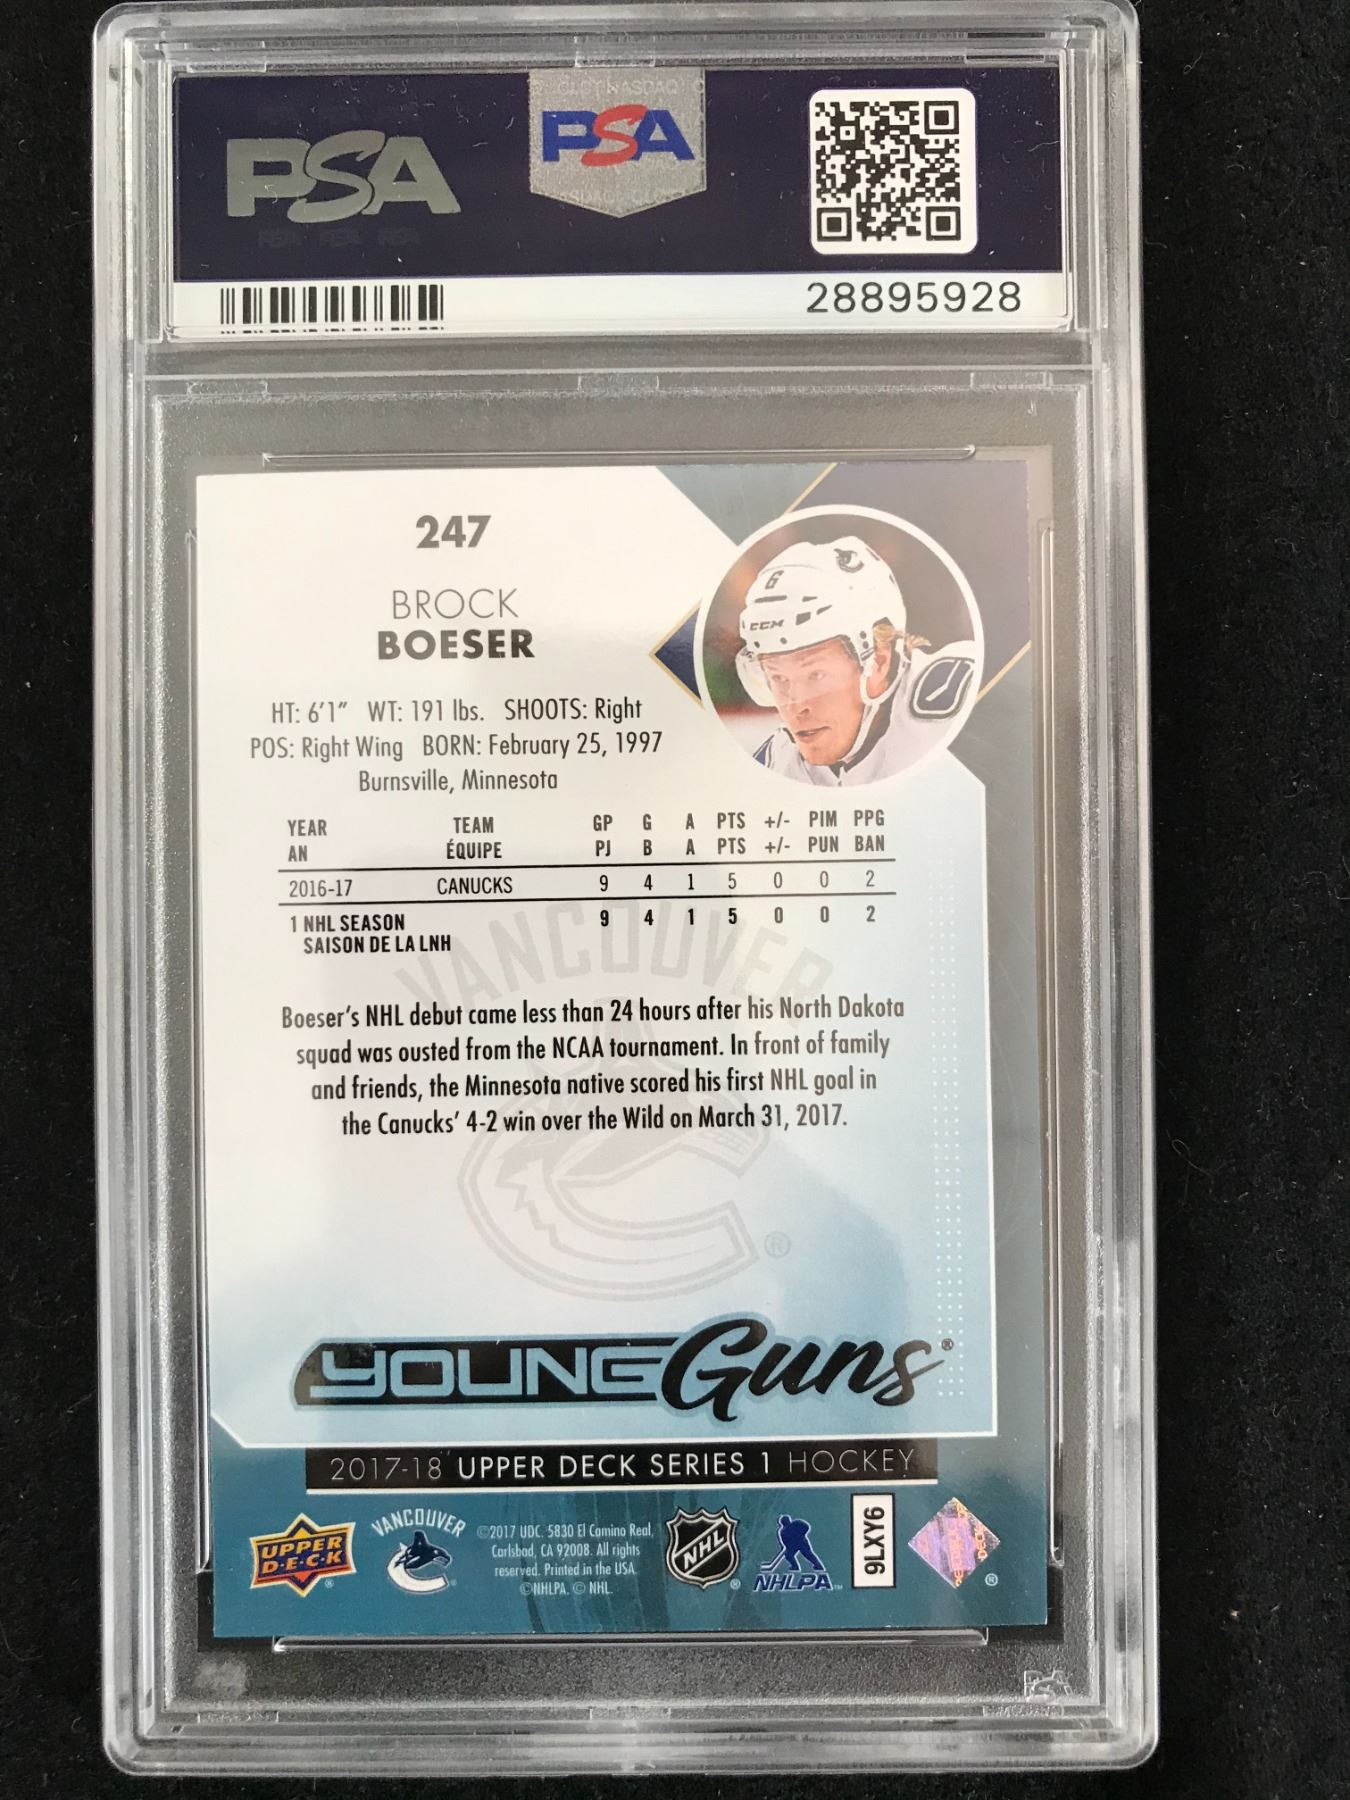 PSA
PSA
28895928
247
BROCK
BOESER
HT: 6'1" WT: 191 lbs. SHOOTS: Right
POS: Right Wing BORN: February 25, 1997
Burnsville, Minnesota
YEAR TEAM GP G A PTS +/- PIM PPG
AN ÉQUIPE PJ B A PTS +/- PUN BAN
2016-17 CANUCKS 9 4 1 5 0 0 2
1 NHL SEASON 9 4 1 5 0 0 2
SAISON DE LA LNH
VANCOUVER
Boeser's NHL debut came less than 24 hours after his North Dakota
squad was ousted from the NCAA tournament. In front of family
and friends, the Minnesota native scored his first NHL goal in
the Canucks' 4-2 win over the Wild on March 31, 2017.
®
YOUNG Guns®
2017-18 UPPER DECK SERIES 1 HOCKEY
UPPER
D•E•C•K
VANCOUVER
©2017 UDC. 5830 El Camino Real,
Carlsbad, CA 92008. All rights
reserved. Printed in the USA.
©NHLPA. © NHL.
NHL
NHLPA
9LXY6
6
CCM